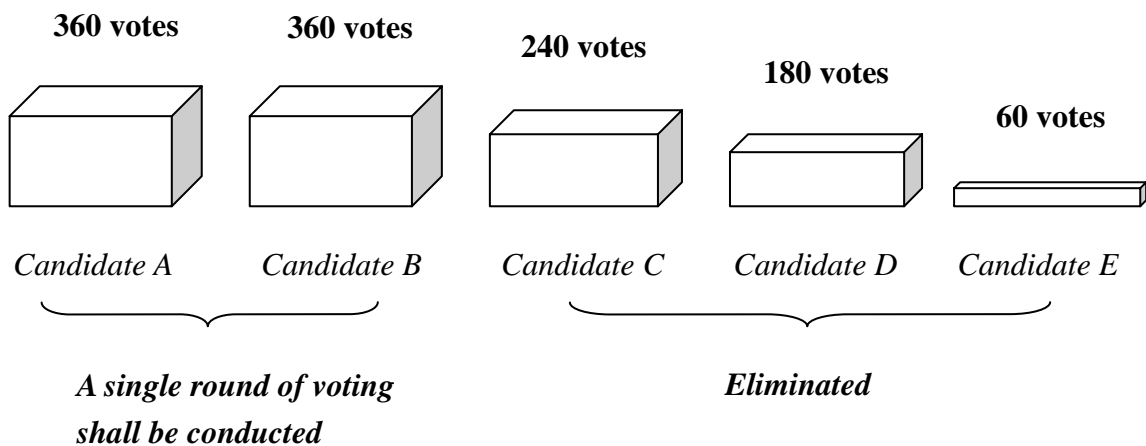 360 votes
360 votes
240 votes
180 votes
60 votes
Candidate A
Candidate B
Candidate C
Candidate D
Candidate E
A single round of voting
shall be conducted
Eliminated